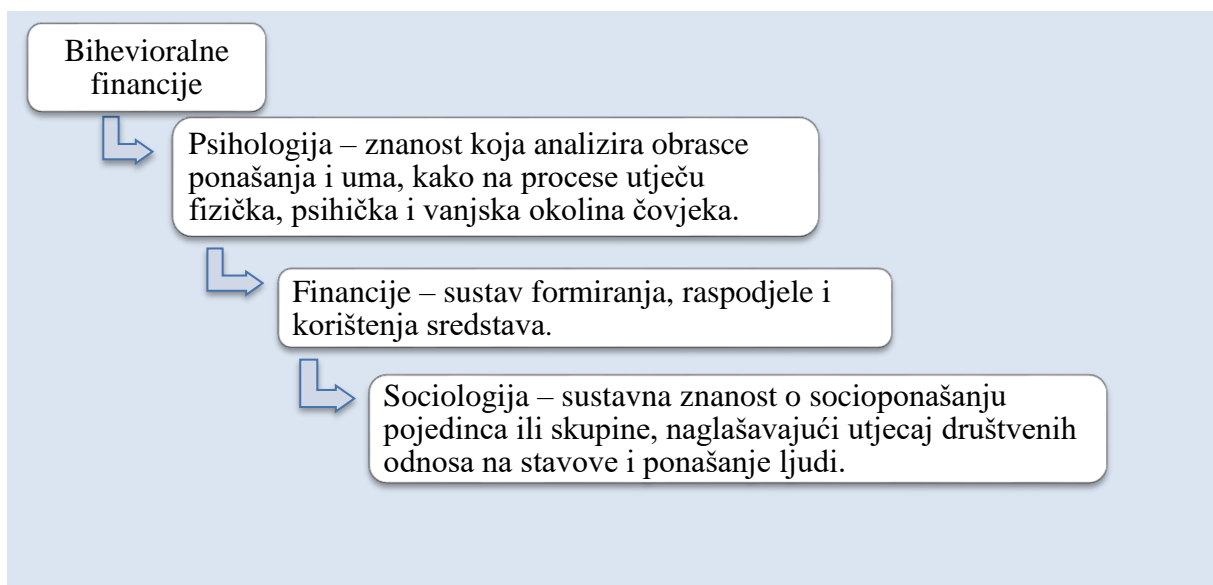 Bihevioralne
financije
Psihologija – znanost koja analizira obrasce
ponašanja i uma, kako na procese utječu
fizička, psihička i vanjska okolina čovjeka.
Financije – sustav formiranja, raspodjele i
korištenja sredstava.
Sociologija – sustavna znanost o socioponašanju
pojedinca ili skupine, naglašavajući utjecaj društvenih
odnosa na stavove i ponašanje ljudi.